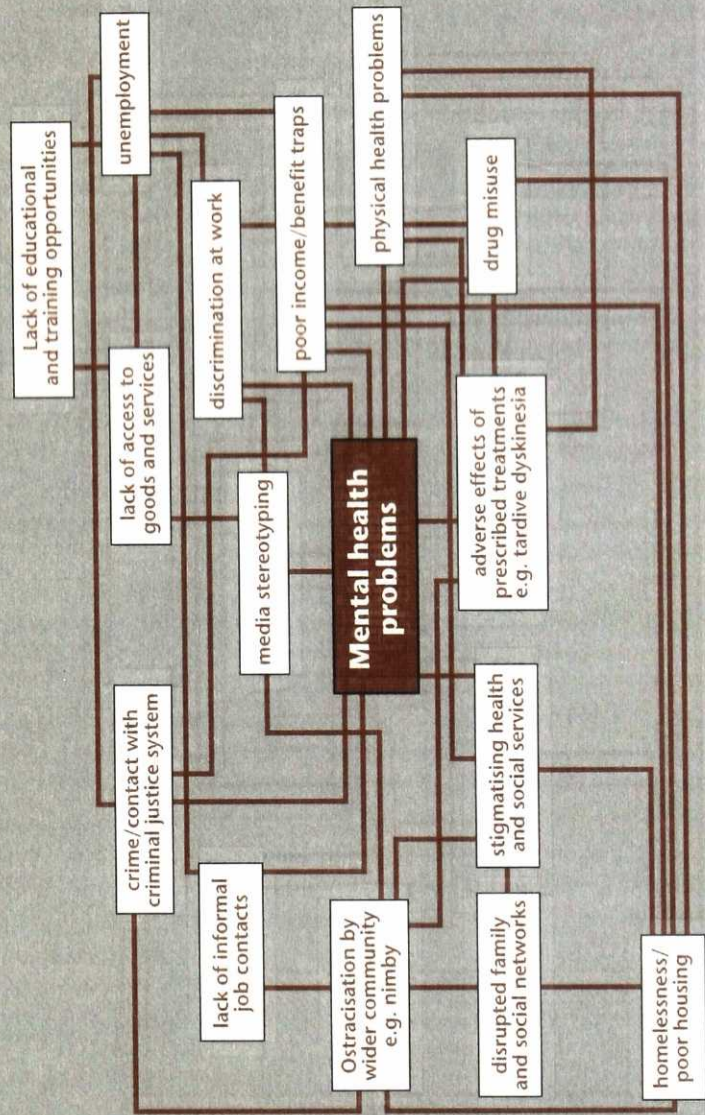 Lack of educational
and training opportunities
unemployment
lack of access to
goods and services
crime/contact with
criminal justice system
discrimination at work
lack of informal
job contacts
media stereotyping
poor income/benefit traps
Ostracisation by
wider community
e.g. nimby
Mental health
problems
physical health problems
disrupted family
and social networks
stigmatising health
and social services
adverse effects of
prescribed treatments
e.g. tardive dyskinesia
drug misuse
homelessness/
poor housing